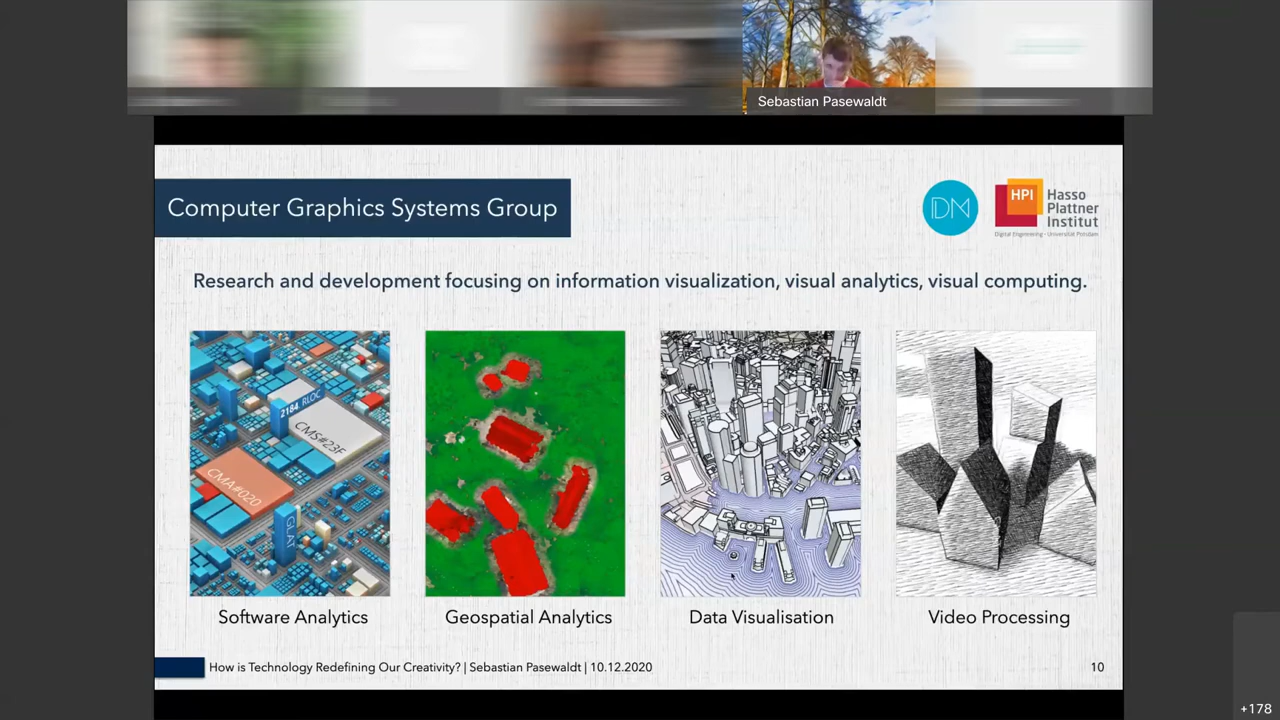 Sebastian Pasewaldt
Computer Graphics Systems Group
DM
HPI
Hasso
Plattner
Institut
Digital Engineering · Universität Potsdam
Research and development focusing on information visualization, visual analytics, visual computing.
2184 RLOC
CMS#23F
CMA#020
Software Analytics
Geospatial Analytics
Data Visualisation
Video Processing
How is Technology Redefining Our Creativity? | Sebastian Pasewaldt | 10.12.2020
10
+178